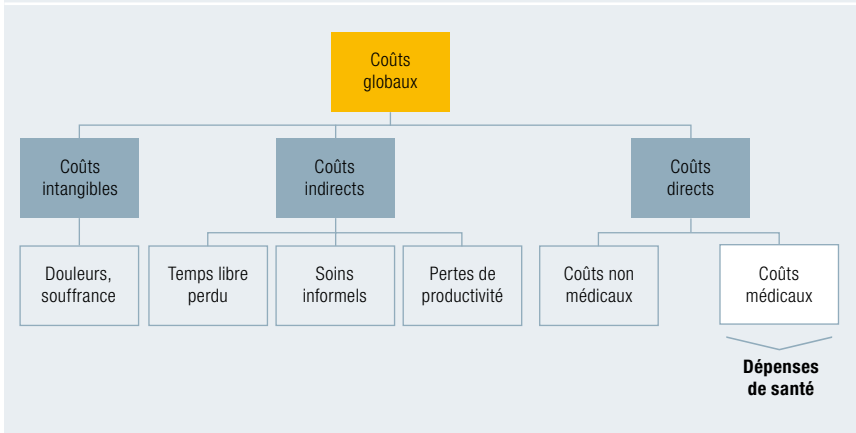 Coûts
globaux
Coûts
intangibles
Coûts
indirects
Coûts
directs
Douleurs,
souffrance
Temps libre
perdu
Soins
informels
Pertes de
productivité
Coûts non
médicaux
Coûts
médicaux
Dépenses
de santé